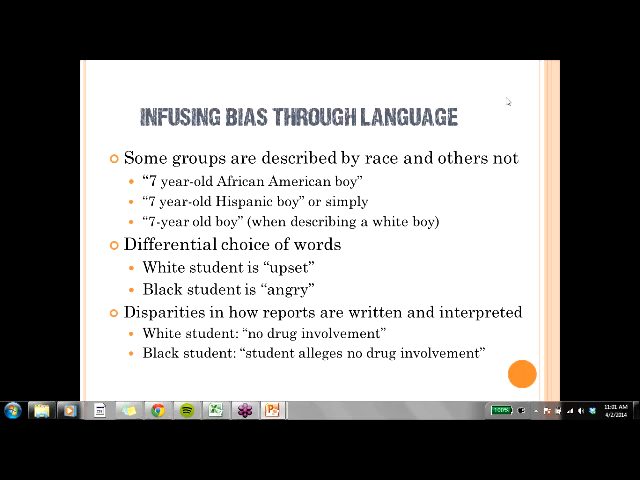 INFUSING BIAS THROUGH LANGUAGE
Some groups are described by race and others not
"7 year-old African American boy"
"7 year-old Hispanic boy" or simply
"7-year old boy" (when describing a white boy)
Differential choice of words
White student is "upset"
Black student is "angry"
Disparities in how reports are written and interpreted
White student: "no drug involvement"
Black student: "student alleges no drug involvement"
100%
11:01 AM
4/2/2014